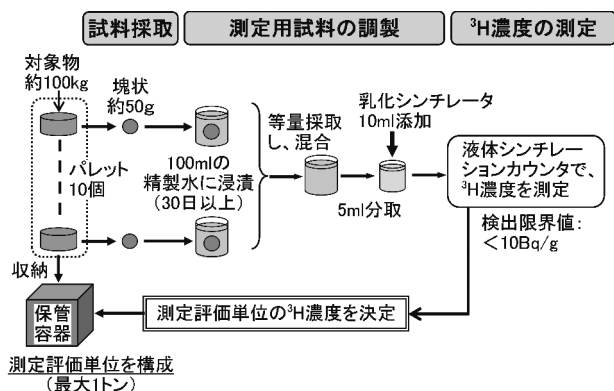 試料採取
測定用試料の調製
³H濃度の測定
対象物
約100kg
塊状
約50g
パレット
10個
100mlの
精製水に浸漬
（30日以上）
等量採取
し、混合
乳化シンチレータ
10ml添加
5ml分取
液体シンチレー
ションカウンタで、
³H濃度を測定
検出限界値：
＜10Bq/g
収納
保管
容器
測定評価単位の³H濃度を決定
測定評価単位を構成
（最大1トン）